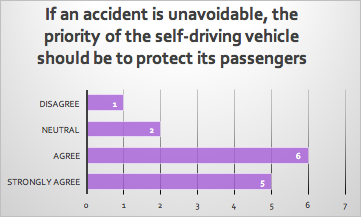 If an accident is unavoidable, the
priority of the self-driving vehicle
should be to protect its passengers
DISAGREE 1
NEUTRAL 2
AGREE 6
STRONGLY AGREE 5
0 1 2 3 4 5 6 7